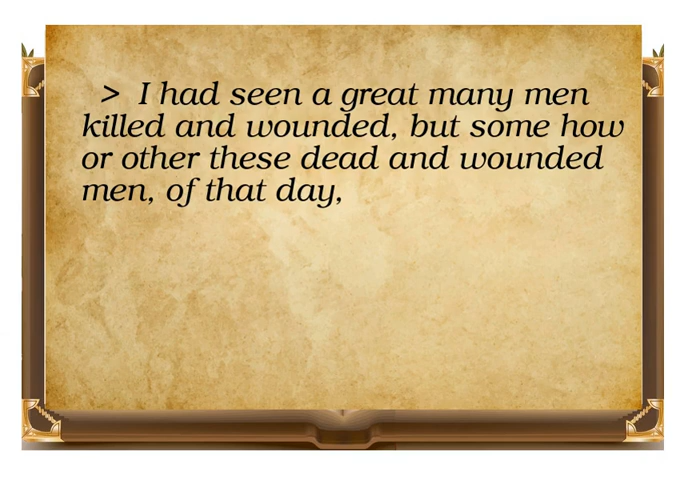 > I had seen a great many men
killed and wounded, but some how
or other these dead and wounded
men, of that day,